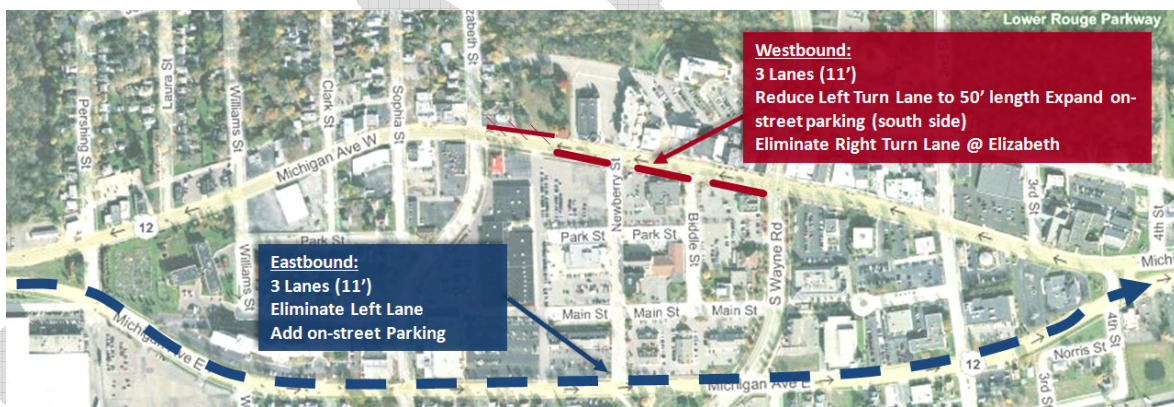 Lower Rouge Parkway
Westbound:
3 Lanes (11')
Reduce Left Turn Lane to 50' length Expand on-
street parking (south side)
Eliminate Right Turn Lane @ Elizabeth
Pershing St
Laura St
Williams St
Clark St
Sophia St
zabeth St
Michigan Ave W
12
Newberry St
Biddle St
S Wayne Rd
3rd St
4th St
Michi
Park St
Park St
Park St
Williams St
Eastbound:
3 Lanes (11')
Eliminate Left Lane
Add on-street Parking
Main St
Main St
Main St
Michigan Ave E
Michigan Ave E
12
Norris St
4th St
3rd St